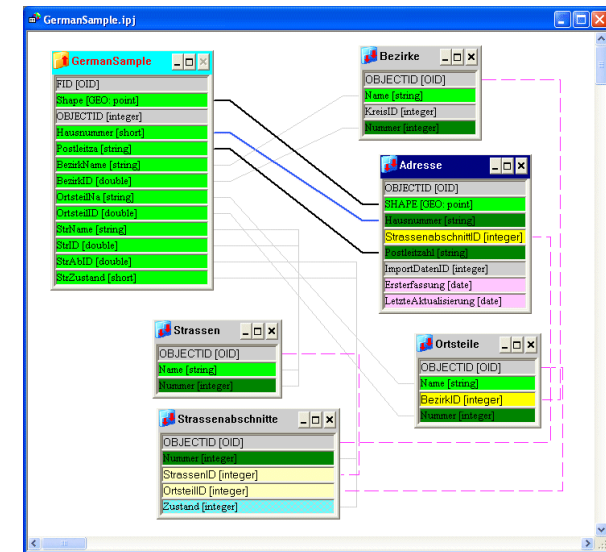 GermanSample.ipj
GermanSample
FID [OID]
Shape [GEO: point]
OBJECTID [integer]
Hausnummer [short]
Postleitza [string]
BezirkName [string]
BezirkID [double]
OrtsteilNa [string]
OrtsteilID [double]
StrName [string]
StrID [double]
StrAbID [double]
StrZustand [short]
Bezirke
OBJECTID [OID]
Name [string]
KreisID [integer]
Nummer [integer]
Adresse
OBJECTID [OID]
SHAPE [GEO: point]
Hausnummer [string]
StrassenabschnittID [integer]
Postleitzahl [string]
ImportDatenID [integer]
Ersterfassung [date]
LetzteAktualisierung [date]
Strassen
OBJECTID [OID]
Name [string]
Nummer [integer]
Ortsteile
OBJECTID [OID]
Name [string]
BezirkID [integer]
Nummer [integer]
Strassenabschnitte
OBJECTID [OID]
Nummer [integer]
StrassenID [integer]
OrtsteilID [integer]
Zustand [integer]